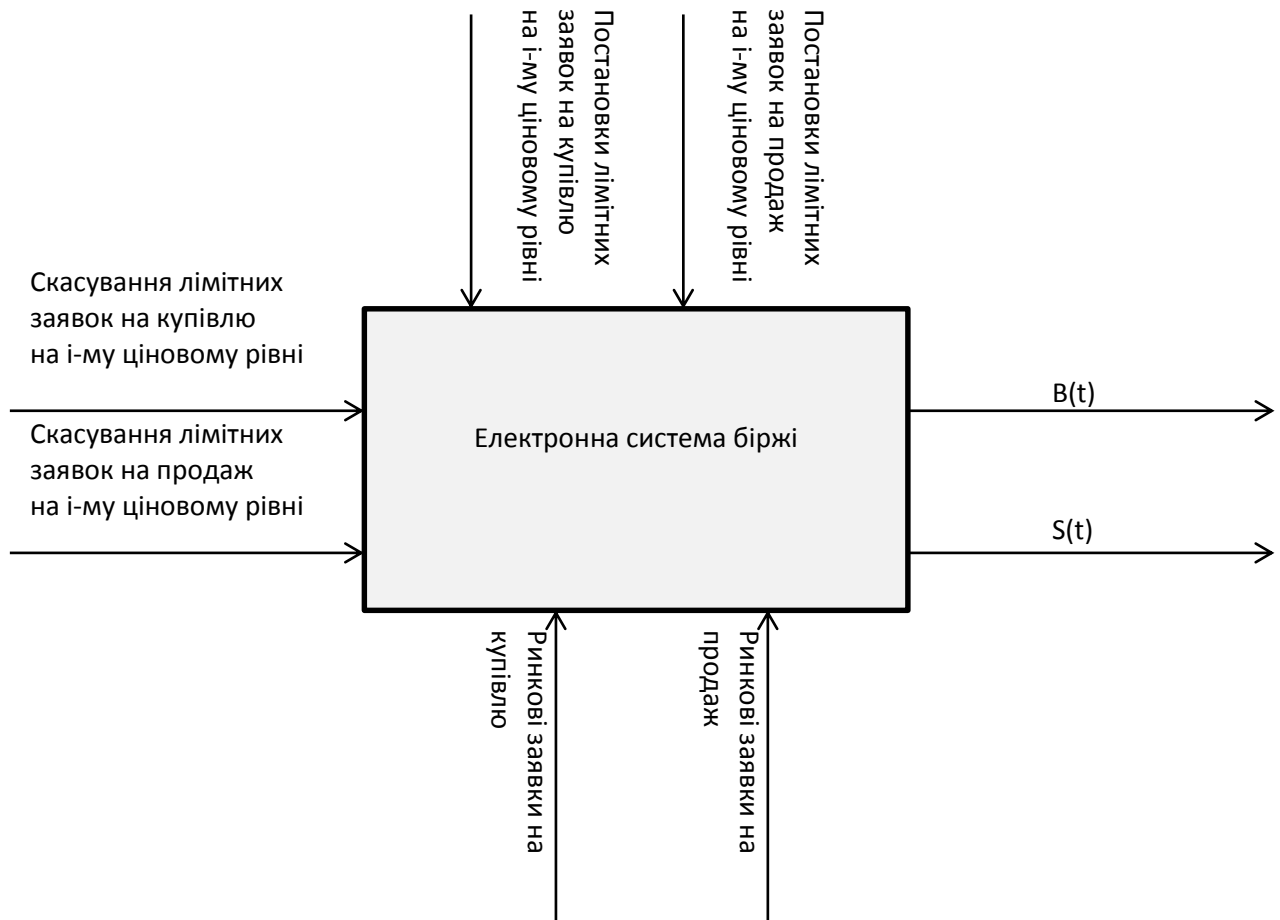 Постановки лімітних
заявок на купівлю
на і-му ціновому рівні
Постановки лімітних
заявок на продаж
на і-му ціновому рівні
Скасування лімітних
заявок на купівлю
на і-му ціновому рівні
Скасування лімітних
заявок на продаж
на і-му ціновому рівні
Електронна система біржі
B(t)
S(t)
Ринкові заявки на
купівлю
Ринкові заявки на
продаж